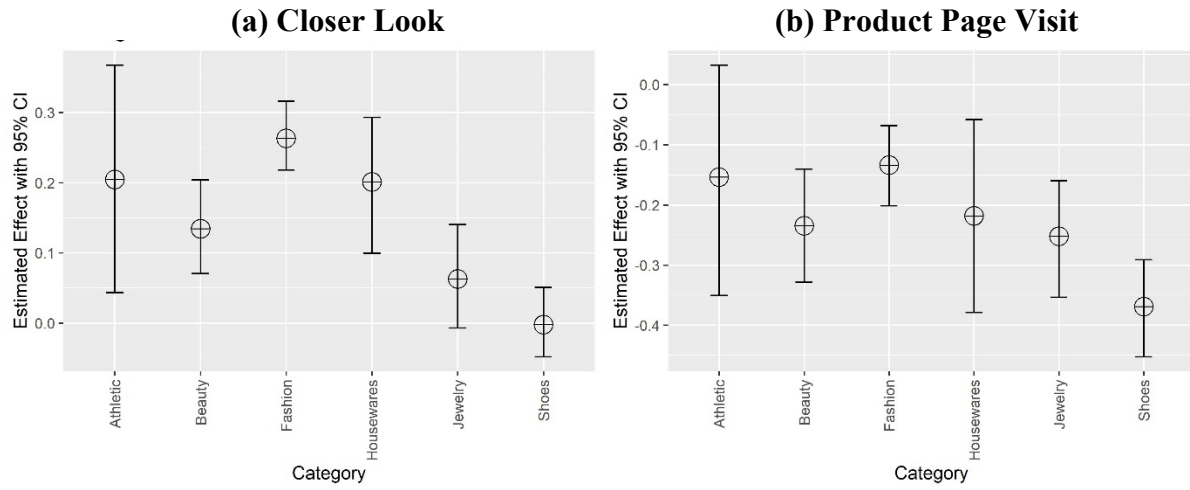 (a) Closer Look
(b) Product Page Visit
Estimated Effect with 95% CI
0.3
0.2
0.1
0.0
Athletic
Beauty
Fashion
Housewares
Jewelry
Shoes
Category
Estimated Effect with 95% CI
0.0
-0.1
-0.2
-0.3
-0.4
Athletic
Beauty
Fashion
Housewares
Jewelry
Shoes
Category